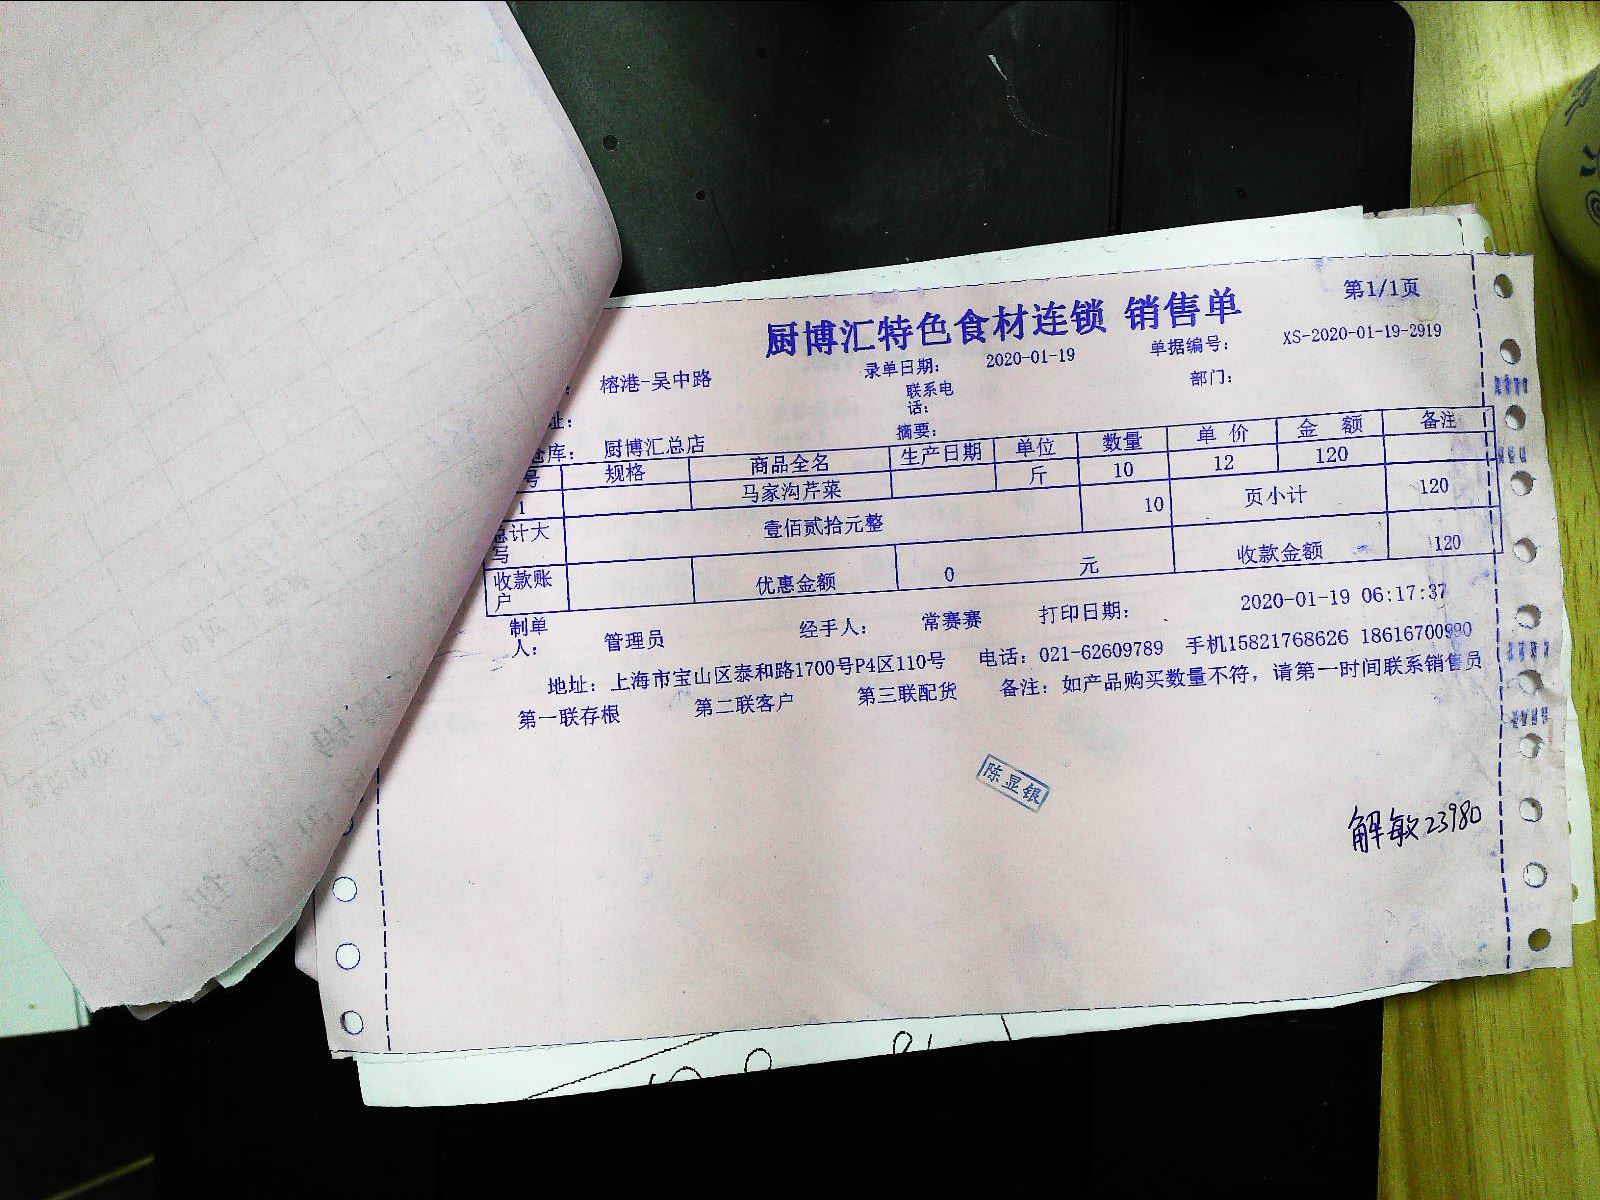 第1/1页
厨博汇特色食材连锁 销售单
: 榕港-吴中路 录单日期: 2020-01-19 单据编号: XS-2020-01-19-2919
址: 联系电话: 部门:
仓库: 厨博汇总店 摘要:
号 规格 商品全名 生产日期 单位 数量 单 价 金 额 备注
1 马家沟芹菜 斤 10 12 120
总计大写 壹佰贰拾元整 10 页小计 120
收款账户 优惠金额 0 元 收款金额 120
制单人: 管理员 经手人: 常赛赛 打印日期: 2020-01-19 06:17:37
地址: 上海市宝山区泰和路1700号P4区110号 电话: 021-62609789 手机15821768626 18616700990
第一联存根 第二联客户 第三联配货 备注: 如产品购买数量不符, 请第一时间联系销售员
陈显银
解敏23980